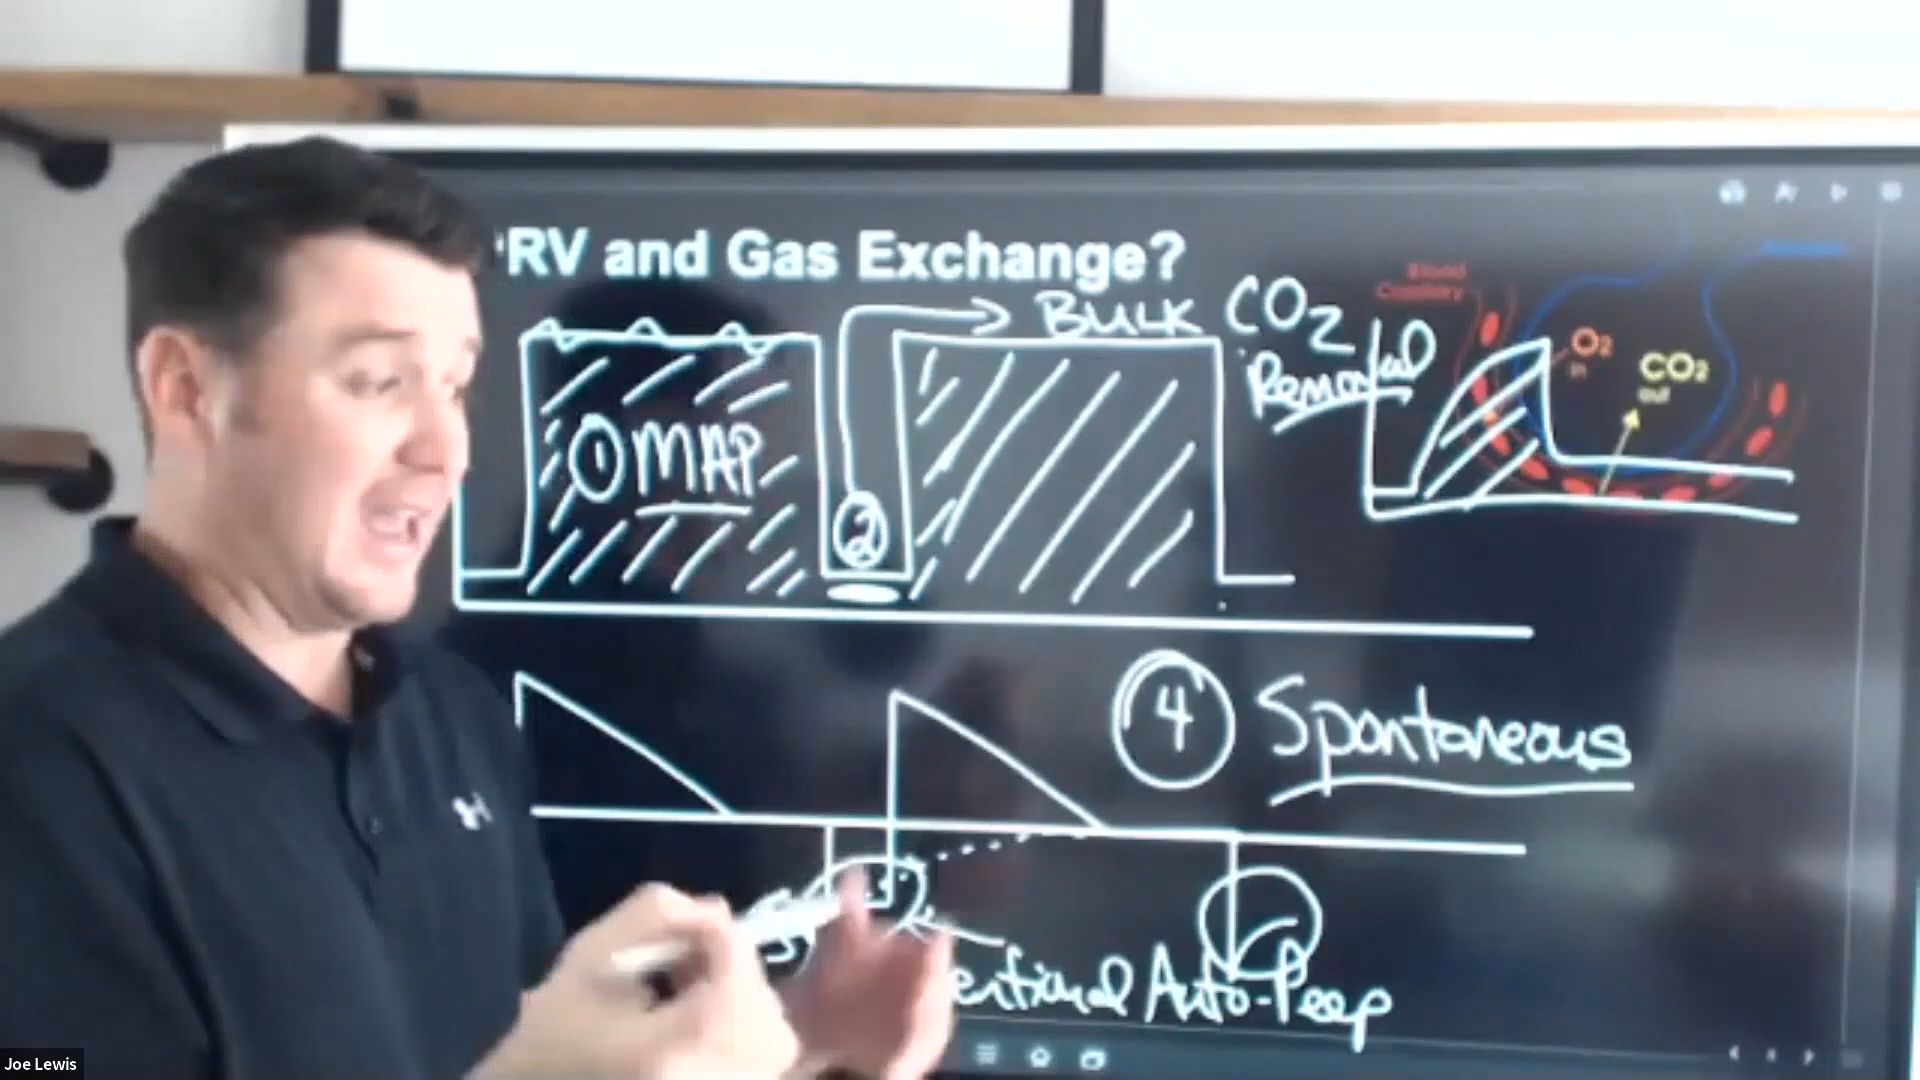 RV and Gas Exchange?
BULK CO2
Removal
Blood
Capillary
O2
in
CO2
out
1 MAP
2
4 Spontaneous
entional Auto-Peep
Joe Lewis